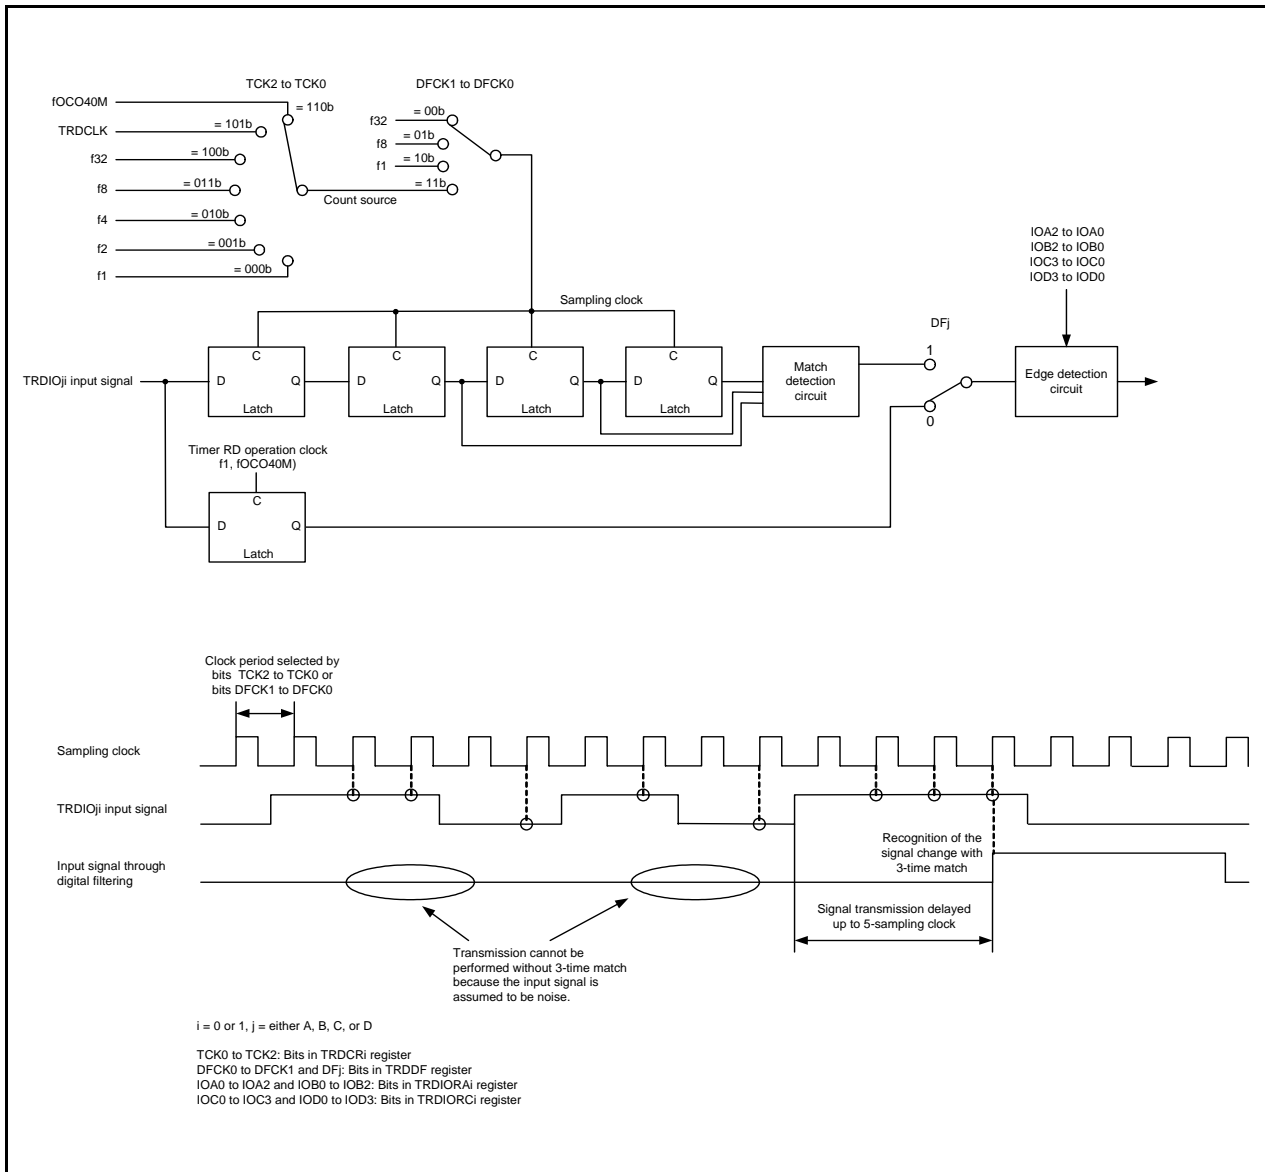 TCK2 to TCK0
DFCK1 to DFCK0
fOCO40M
= 110b
TRDCLK
= 101b
f32
= 100b
f8
= 011b
f4
= 010b
f2
= 001b
f1
= 000b
Count source
f32
= 00b
f8
= 01b
f1
= 10b
= 11b
IOA2 to IOA0
IOB2 to IOB0
IOC3 to IOC0
IOD3 to IOD0
Sampling clock
DFj
1
0
TRDIOji input signal
C
D
Q
Latch
C
D
Q
Latch
C
D
Q
Latch
C
D
Q
Latch
Match
detection
circuit
Edge detection
circuit
Timer RD operation clock
f1, fOCO40M)
C
D
Q
Latch
Clock period selected by
bits TCK2 to TCK0 or
bits DFCK1 to DFCK0
Sampling clock
TRDIOji input signal
Recognition of the
signal change with
3-time match
Input signal through
digital filtering
Signal transmission delayed
up to 5-sampling clock
Transmission cannot be
performed without 3-time match
because the input signal is
assumed to be noise.
i = 0 or 1, j = either A, B, C, or D
TCK0 to TCK2: Bits in TRDCRi register
DFCK0 to DFCK1 and DFj: Bits in TRDDF register
IOA0 to IOA2 and IOB0 to IOB2: Bits in TRDIORAi register
IOC0 to IOC3 and IOD0 to IOD3: Bits in TRDIORCi register